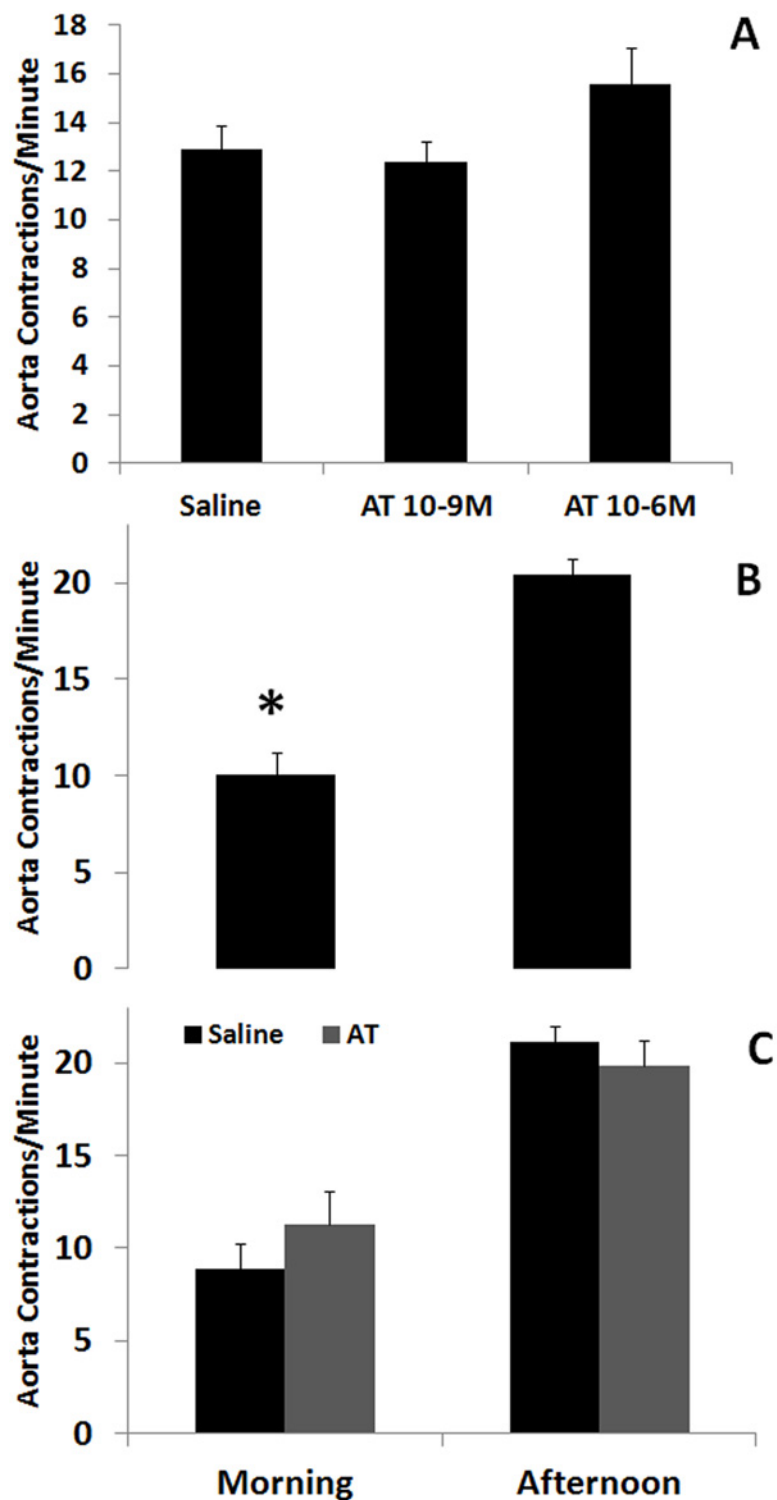 A
Aorta Contractions/Minute
18
16
14
12
10
8
6
4
2
0
Saline AT 10-9M AT 10-6M
B
Aorta Contractions/Minute
20
15
10
5
0
*
C
Aorta Contractions/Minute
Saline AT
20
15
10
5
0
Morning Afternoon